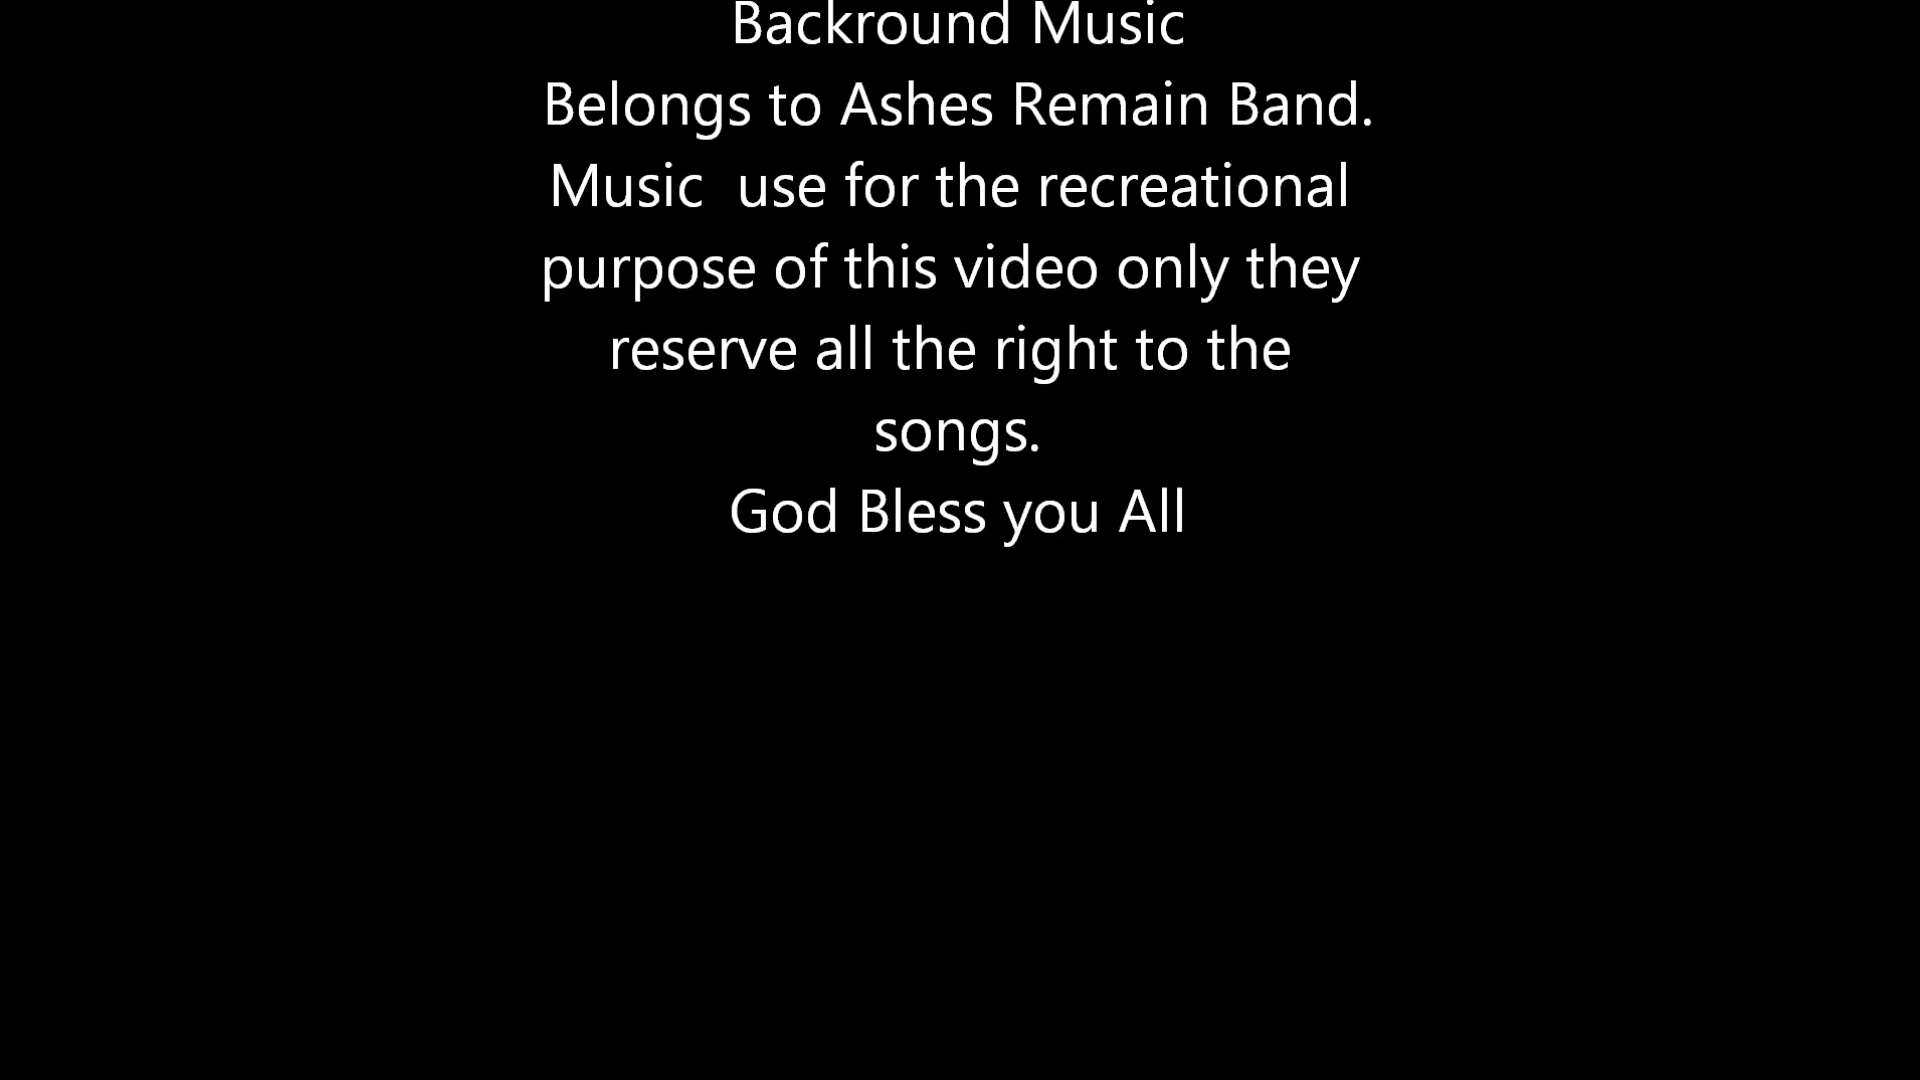 Backround Music
Belongs to Ashes Remain Band.
Music  use for the recreational
purpose of this video only they
reserve all the right to the
songs.
God Bless you All